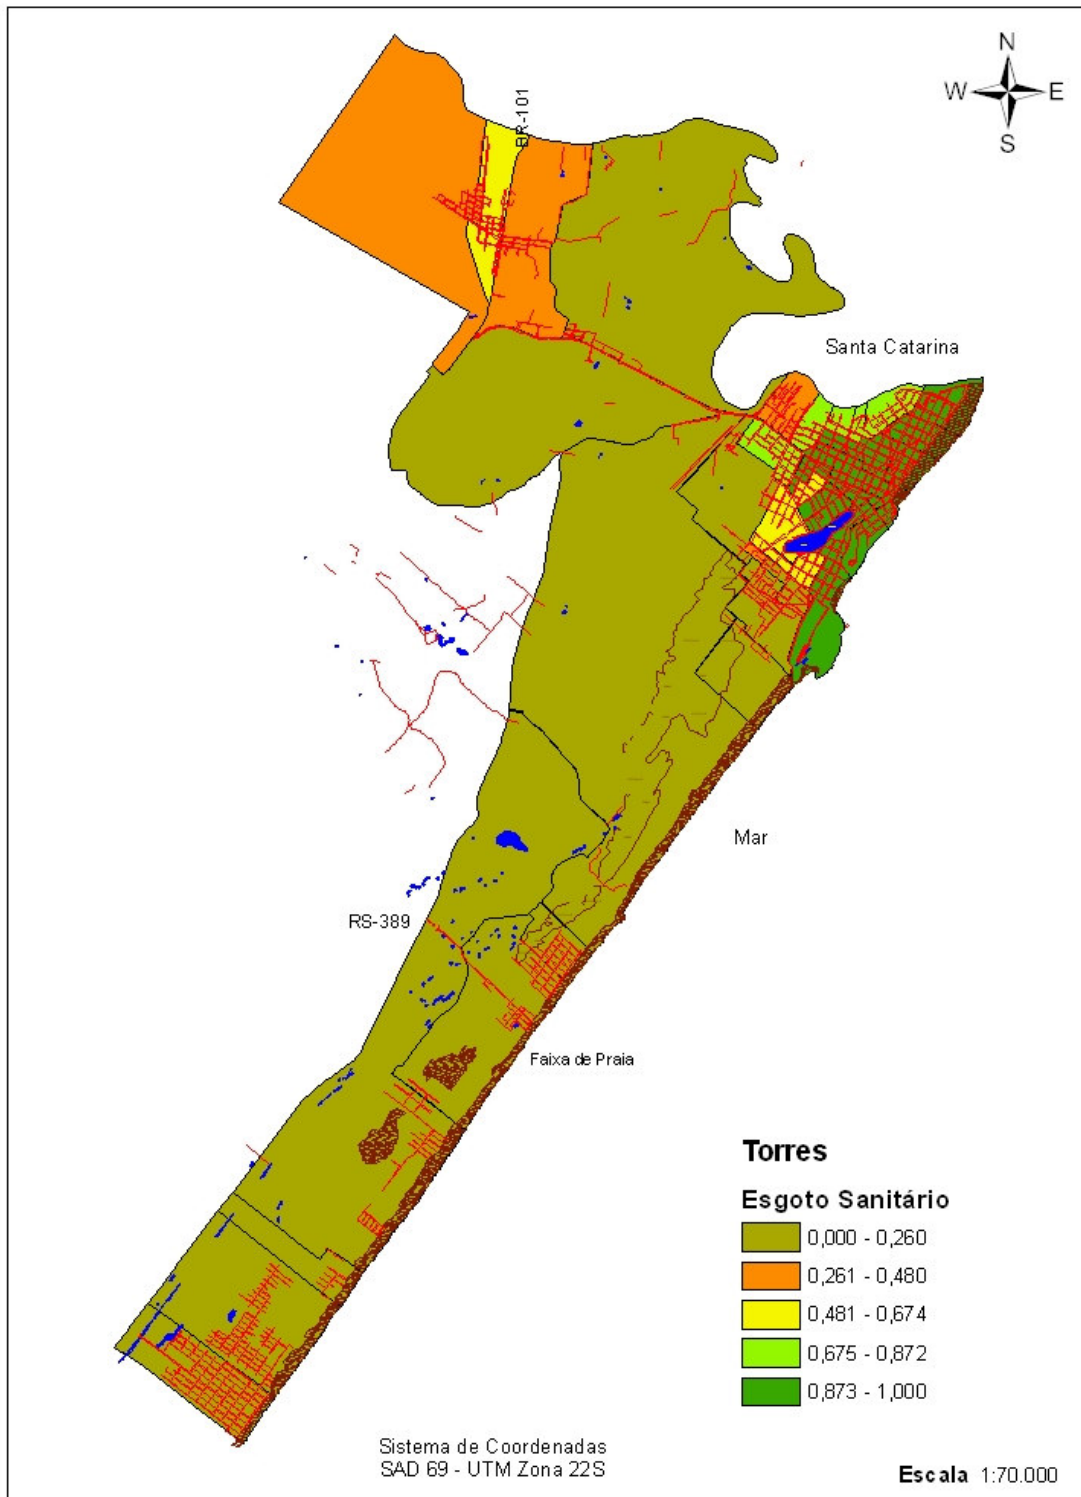 N
W E
S
BR-101
Santa Catarina
Mar
RS-389
Faixa de Praia
Torres
Esgoto Sanitário
0,000 - 0,260
0,261 - 0,480
0,481 - 0,674
0,675 - 0,872
0,873 - 1,000
Sistema de Coordenadas
SAD 69 - UTM Zona 22S
Escala 1:70.000